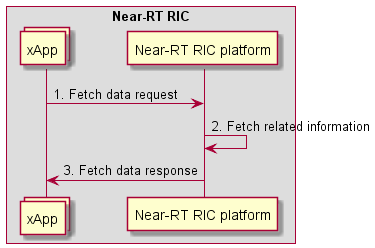 Near-RT RIC
xApp
Near-RT RIC platform
1. Fetch data request
2. Fetch related information
3. Fetch data response
xApp
Near-RT RIC platform